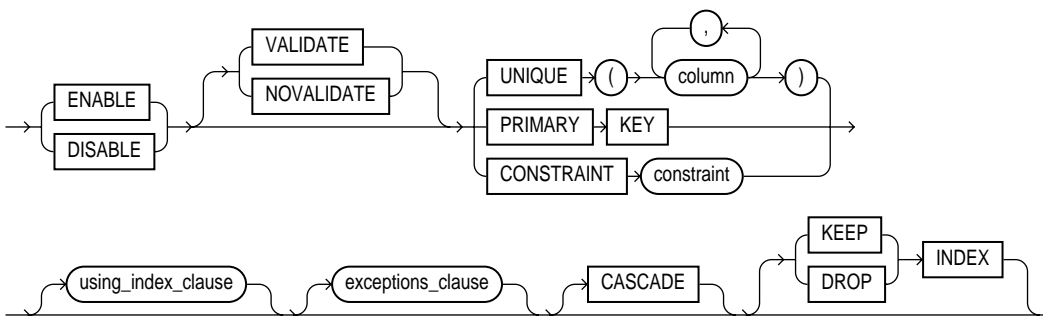 ,
VALIDATE
UNIQUE ( column )
ENABLE NOVALIDATE
PRIMARY KEY
DISABLE
CONSTRAINT constraint
KEEP
using_index_clause exceptions_clause CASCADE INDEX
DROP